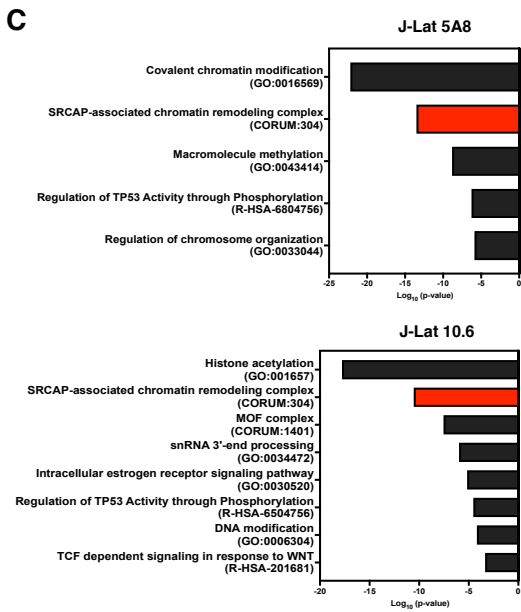 C
J-Lat 5A8
Covalent chromatin modification
(GO:0016569)
SRCAP-associated chromatin remodeling complex
(CORUM:304)
Macromolecule methylation
(GO:0043414)
Regulation of TP53 Activity through Phosphorylation
(R-HSA-6804756)
Regulation of chromosome organization
(GO:0033044)
-25 -20 -15 -10 -5 0
Log10 (p-value)
J-Lat 10.6
Histone acetylation
(GO:001657)
SRCAP-associated chromatin remodeling complex
(CORUM:304)
MOF complex
(CORUM:1401)
snRNA 3'-end processing
(GO:0034472)
Intracellular estrogen receptor signaling pathway
(GO:0030520)
Regulation of TP53 Activity through Phosphorylation
(R-HSA-6504756)
DNA modification
(GO:0006304)
TCF dependent signaling in response to WNT
(R-HSA-201681)
-20 -15 -10 -5 0
Log10 (p-value)